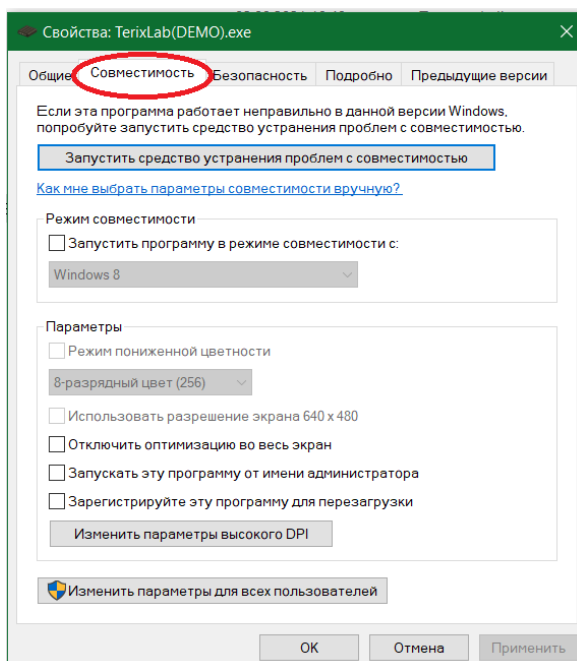 Свойства: TerixLab(DEMO).exe
Общие Совместимость Безопасность Подробно Предыдущие версии
Если эта программа работает неправильно в данной версии Windows,
попробуйте запустить средство устранения проблем с совместимостью.
Запустить средство устранения проблем с совместимостью
Как мне выбрать параметры совместимости вручную?
Режим совместимости
Запустить программу в режиме совместимости с:
Windows 8
Параметры
Режим пониженной цветности
8-разрядный цвет (256)
Использовать разрешение экрана 640 x 480
Отключить оптимизацию во весь экран
Запускать эту программу от имени администратора
Зарегистрируйте эту программу для перезагрузки
Изменить параметры высокого DPI
Изменить параметры для всех пользователей
ОК Отмена Применить